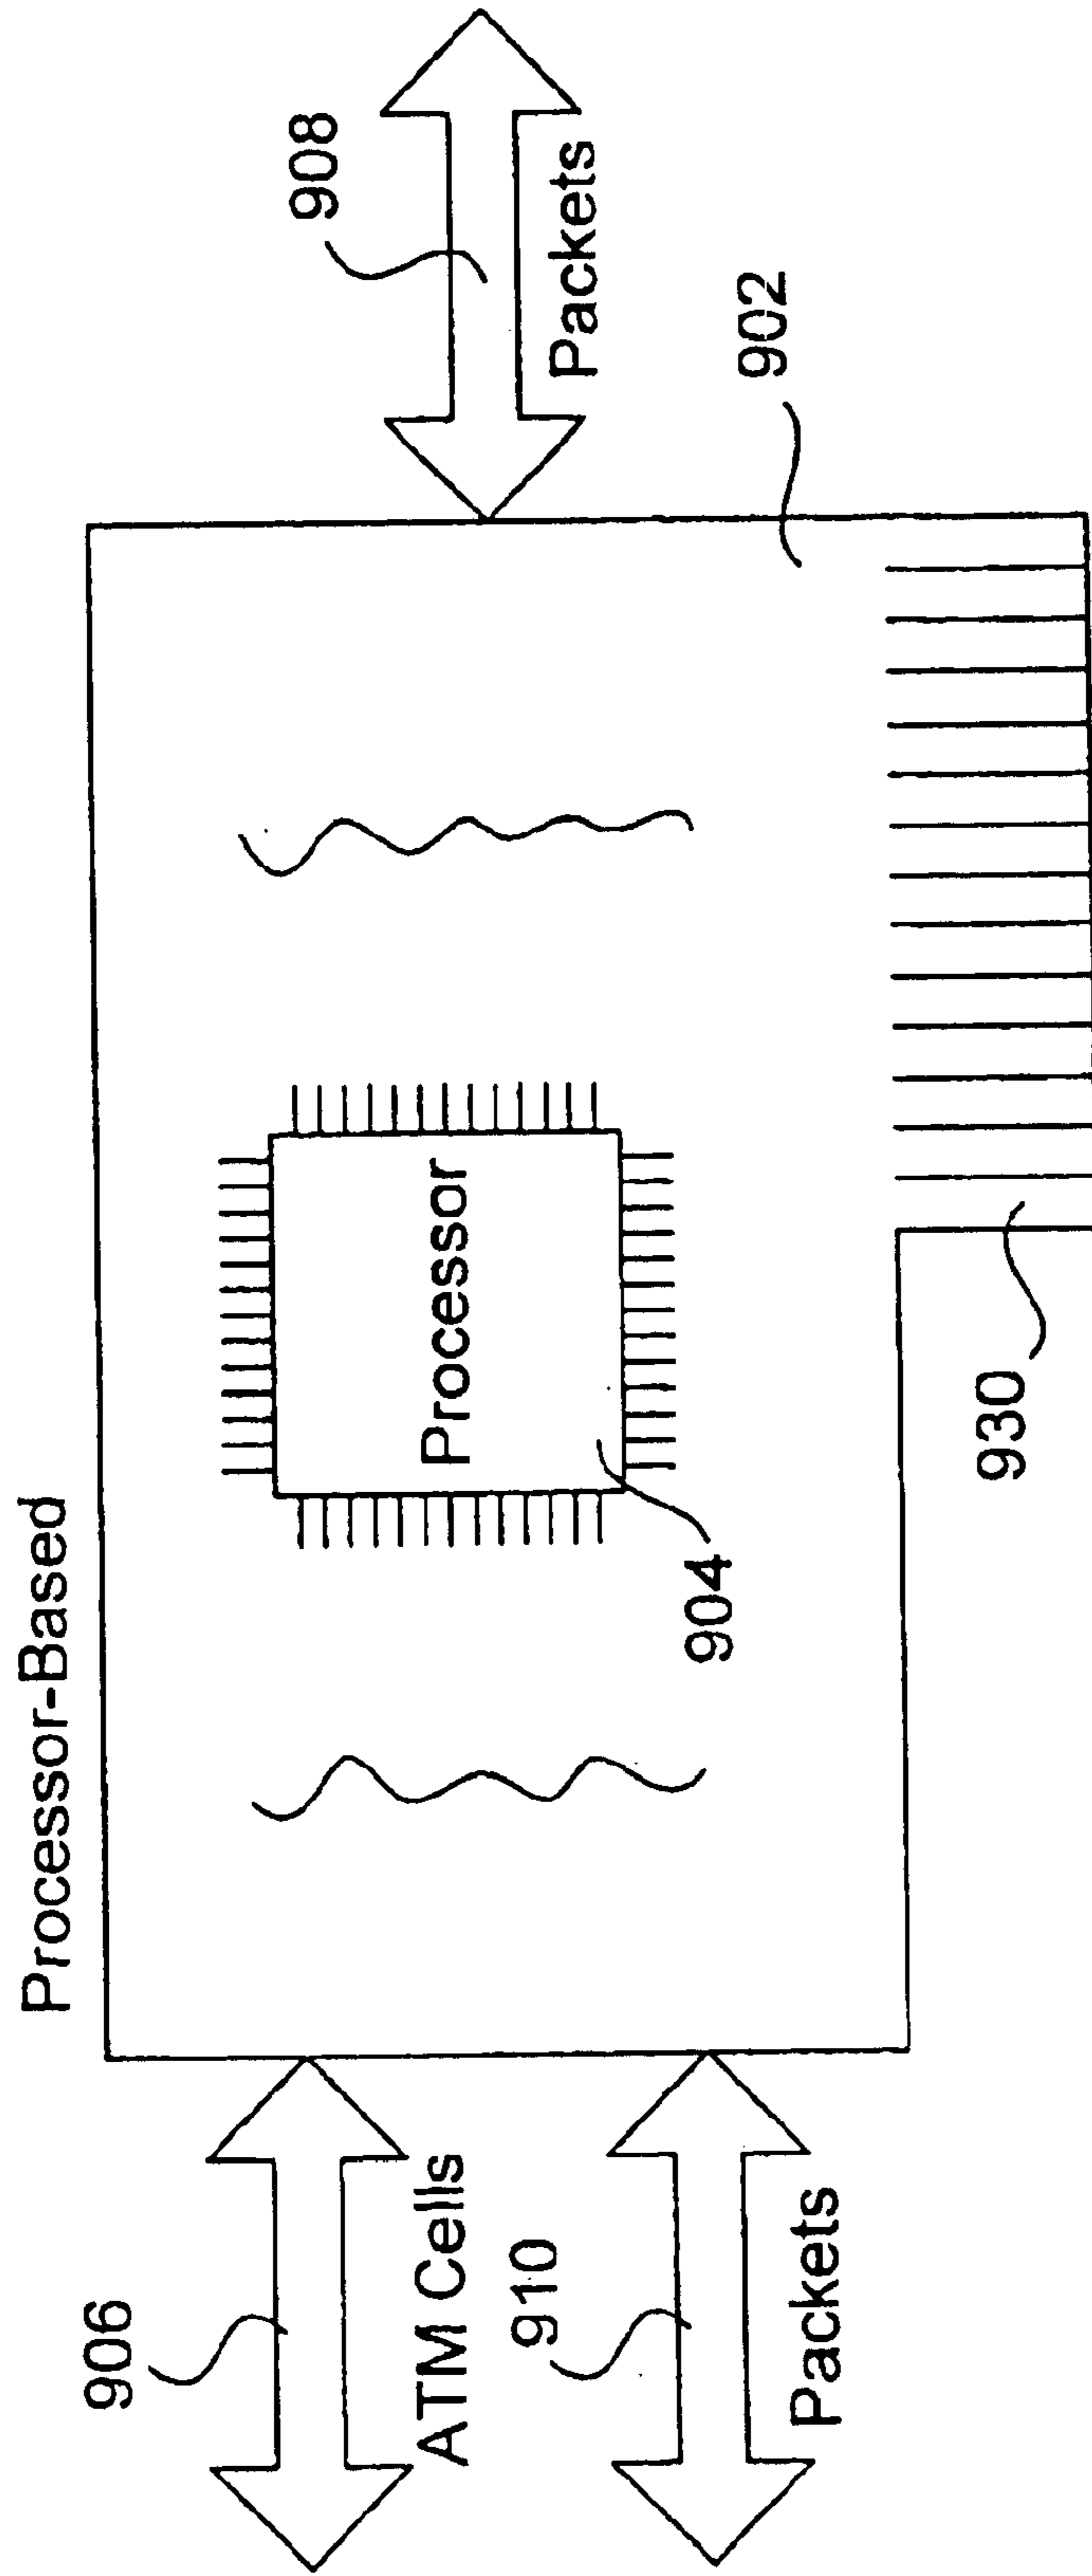 Processor-Based
906
ATM Cells
910
Packets
Processor
904
930
908
Packets
902